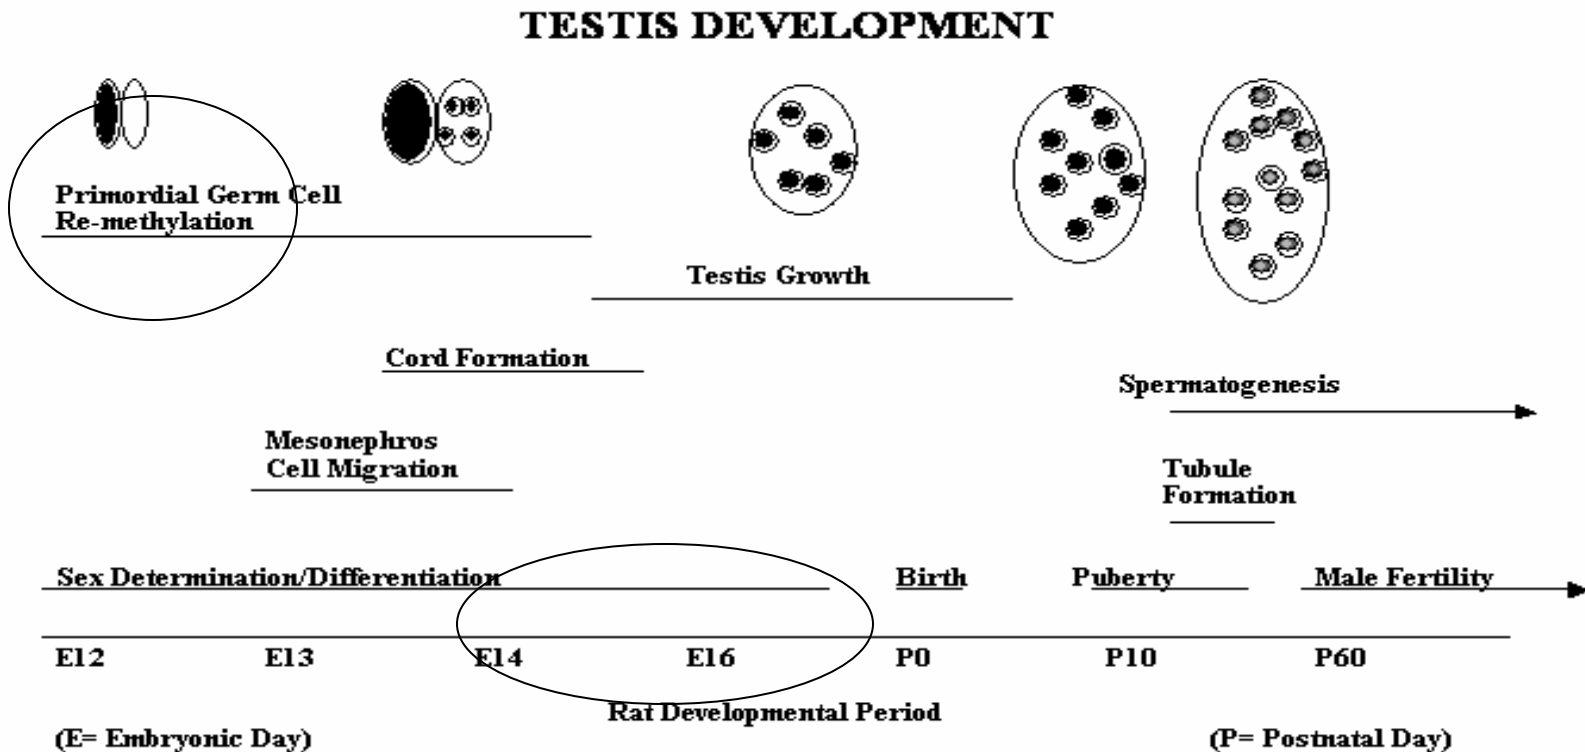 TESTIS DEVELOPMENT
Primordial Germ Cell
Re-methylation
Testis Growth
Cord Formation
Spermatogenesis
Mesonephros
Cell Migration
Tubule
Formation
Sex Determination/Differentiation
Birth
Puberty
Male Fertility
E12 E13 E14 E16 P0 P10 P60
Rat Developmental Period
(E= Embryonic Day)
(P= Postnatal Day)